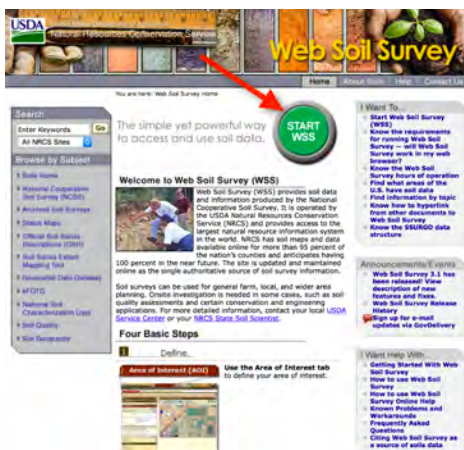 USDA
Natural Resources Conservation Service
Web Soil Survey
Home
About Soils
Help
Contact Us
You are here: Web Soil Survey Home
Search
Enter Keywords
Go
All NRCS Sites
Browse by Subject
Soils Home
National Cooperative
Soil Survey (NCSS)
Archived Soil Surveys
Status Maps
Official Soil Series
Descriptions (OSD)
Soil Series Extent
Mapping Tool
Geospatial Data Gateway
eFOTG
National Soil
Characterization Data
Soil Quality
Soil Geography
The simple yet powerful way
to access and use soil data.
START
WSS
Welcome to Web Soil Survey (WSS)
Web Soil Survey (WSS) provides soil data
and information produced by the National
Cooperative Soil Survey. It is operated by
the USDA Natural Resources Conservation
Service (NRCS) and provides access to the
largest natural resource information system
in the world. NRCS has soil maps and data
available online for more than 95 percent of
the nation's counties and anticipates having
100 percent in the near future. The site is updated and maintained
online as the single authoritative source of soil survey information.
Soil surveys can be used for general farm, local, and wider area
planning. Onsite investigation is needed in some cases, such as soil
quality assessments and certain conservation and engineering
applications. For more detailed information, contact your local USDA
Service Center or your NRCS State Soil Scientist.
Four Basic Steps
1
Define.
Area of Interest (AOI)
Use the Area of Interest tab
to define your area of interest.
I Want To...
Start Web Soil Survey
(WSS)
Know the requirements
for running Web Soil
Survey — will Web Soil
Survey work in my web
browser?
Know the Web Soil
Survey hours of operation
Find what areas of the
U.S. have soil data
Find information by topic
Know how to hyperlink
from other documents to
Web Soil Survey
Know the SSURGO data
structure
Announcements/Events
Web Soil Survey 3.1 has
been released! View
description of new
features and fixes.
Web Soil Survey Release
History
Sign up for e-mail
updates via GovDelivery
I Want Help With...
Getting Started With Web
Soil Survey
How to use Web Soil
Survey
How to use Web Soil
Survey Online Help
Known Problems and
Workarounds
Frequently Asked
Questions
Citing Web Soil Survey as
a source of soils data